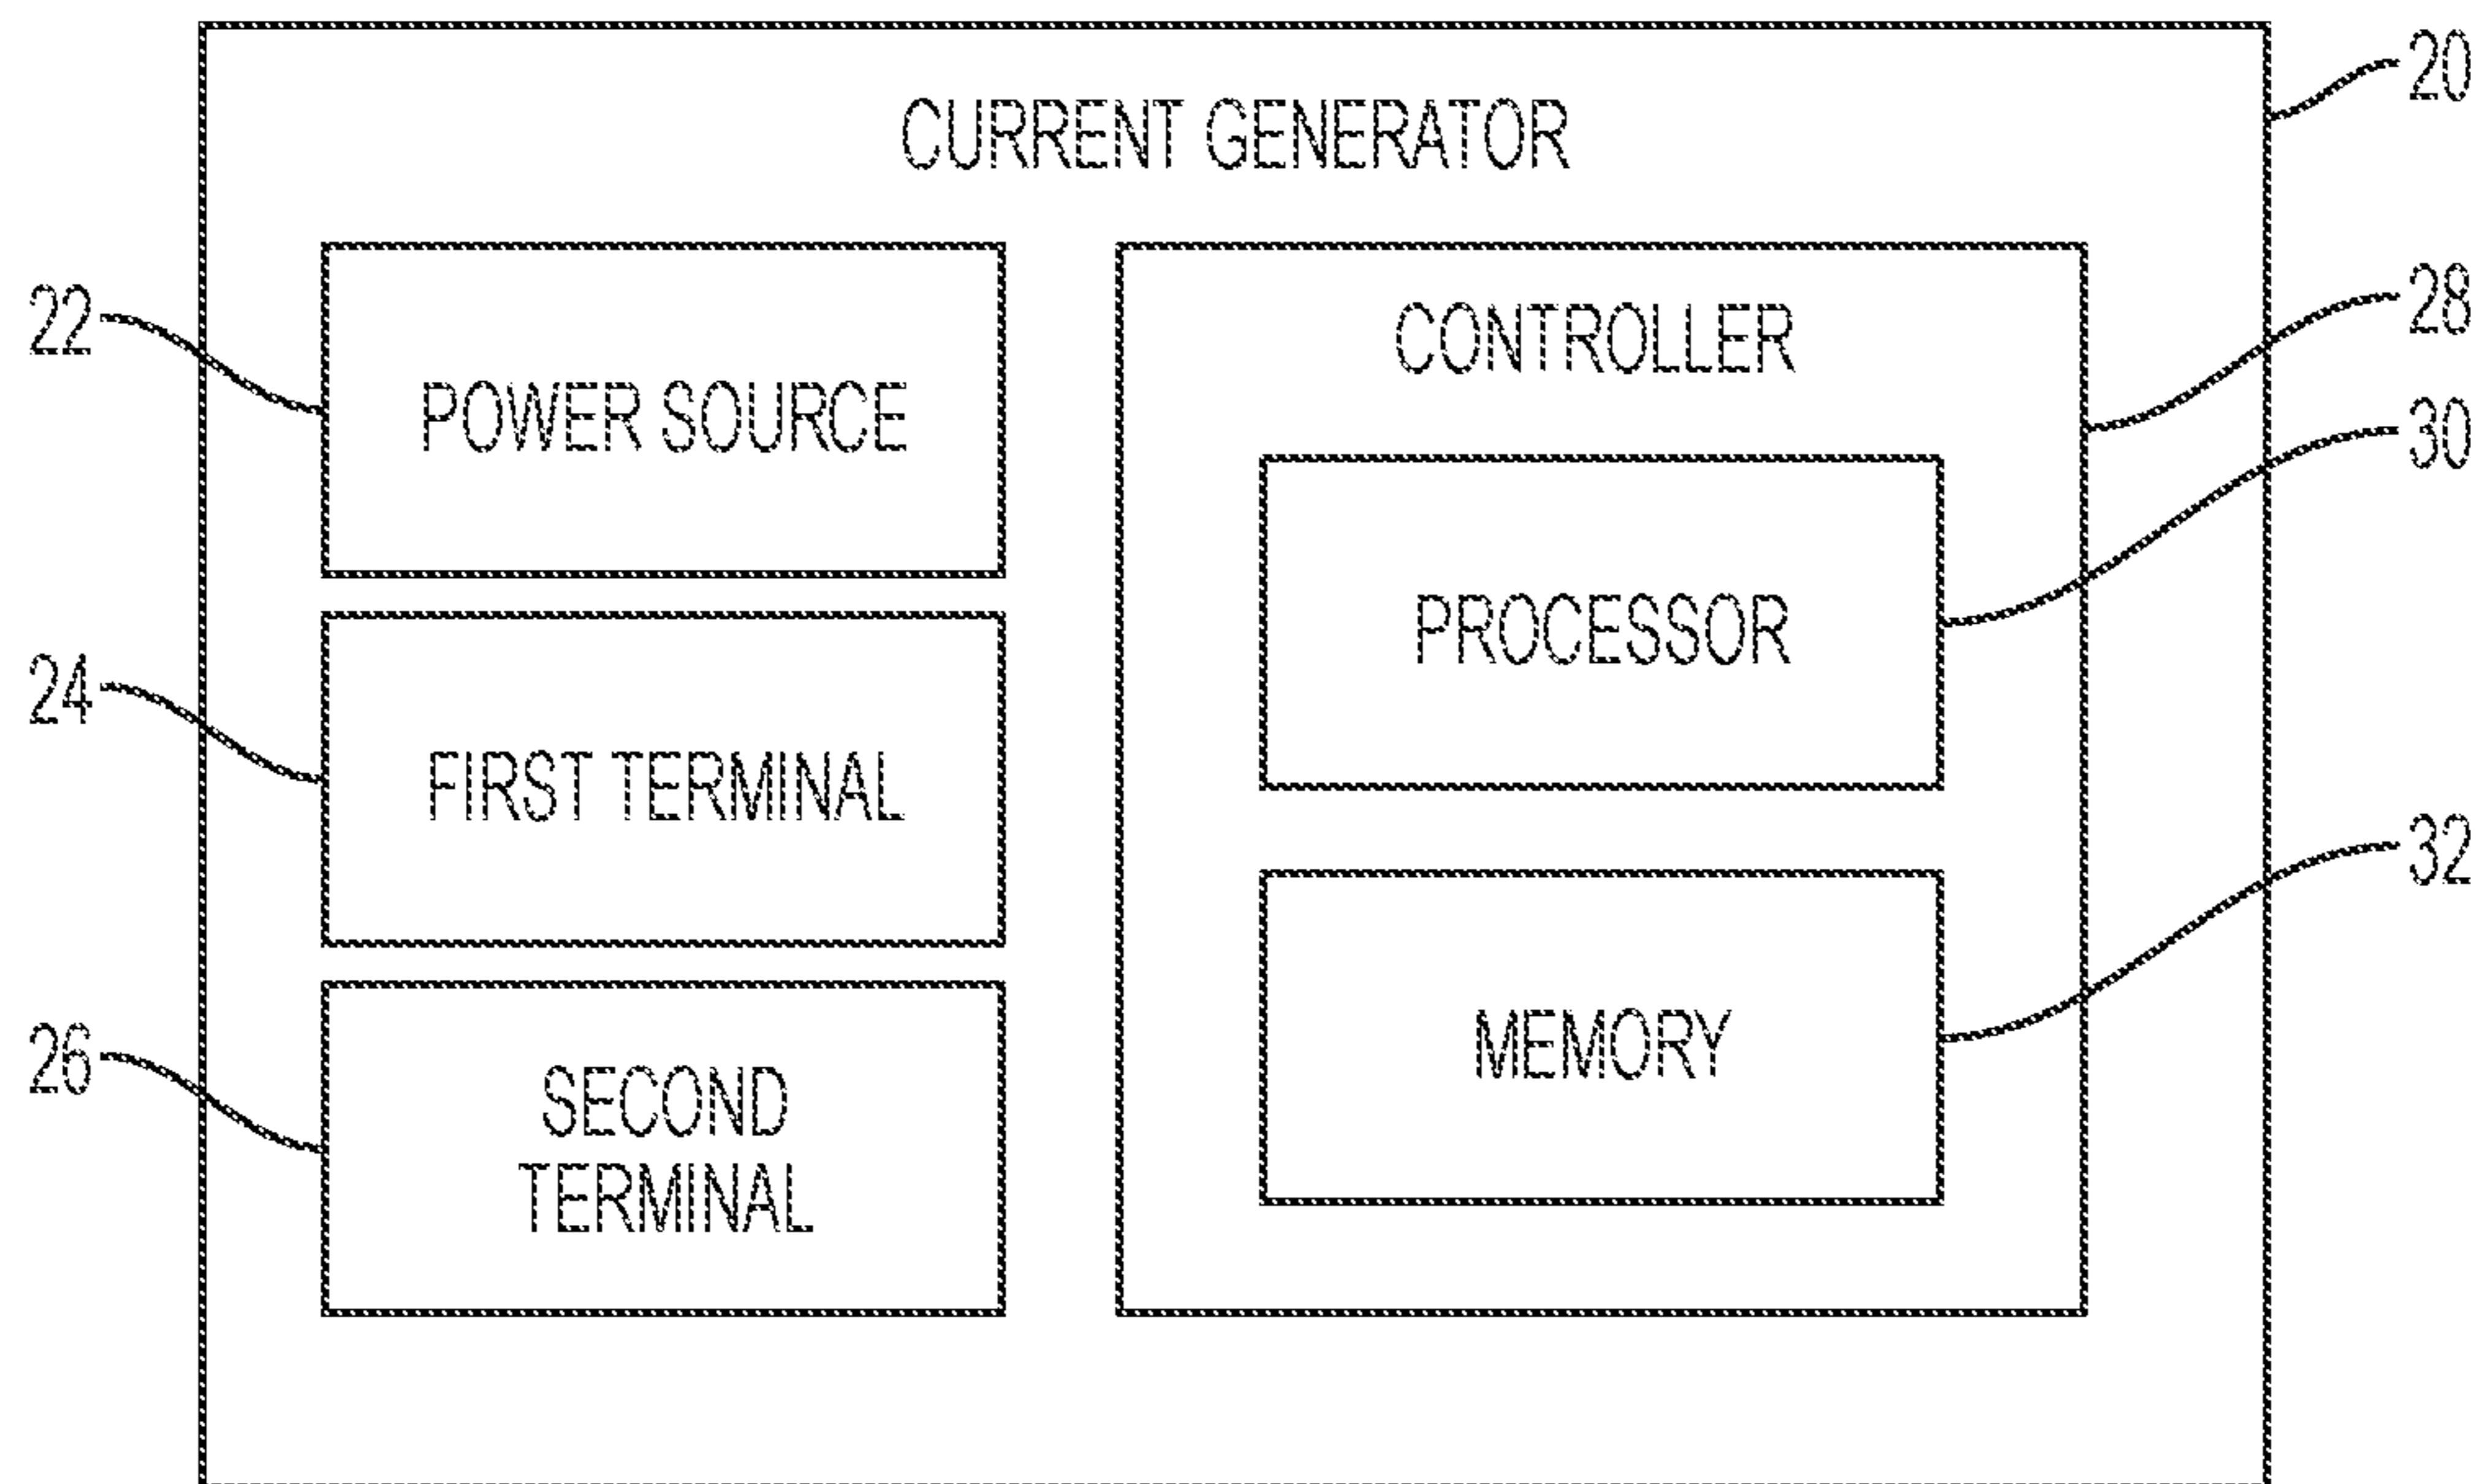 CURRENT GENERATOR
20
22
POWER SOURCE
CONTROLLER
28
30
PROCESSOR
24
FIRST TERMINAL
32
MEMORY
26
SECOND
TERMINAL